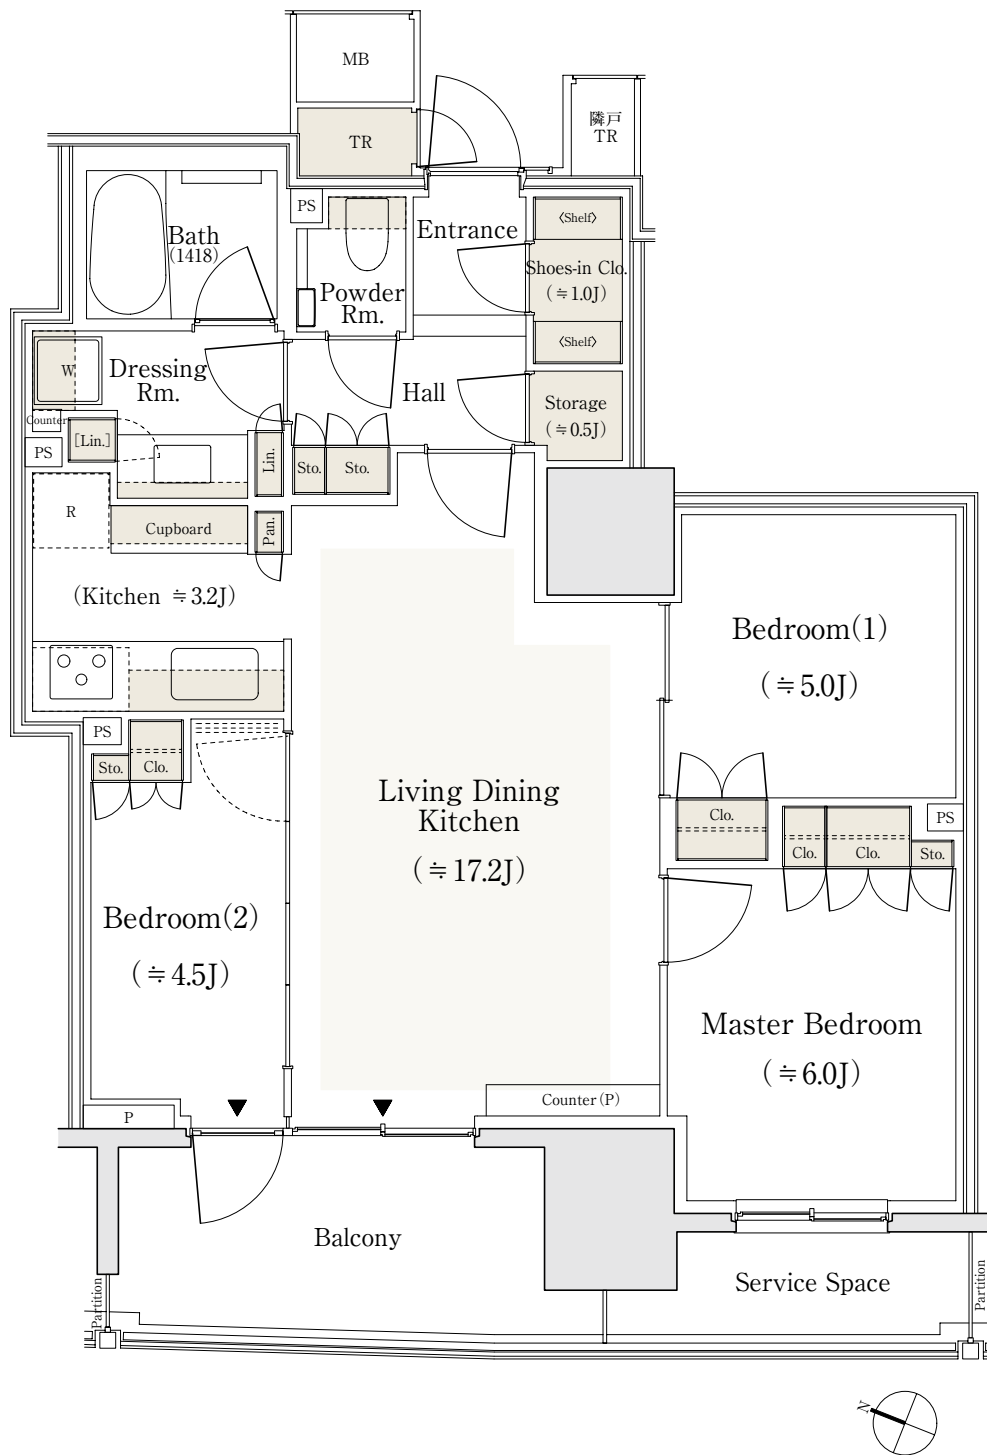 MB
TR
隣戸
TR
PS
Entrance
〈Shelf〉
Bath
(1418)
Shoes-in Clo.
(≒1.0J)
Powder
Rm.
〈Shelf〉
W
Dressing
Rm.
Hall
Storage
(≒0.5J)
Counter
[Lin.]
PS
Lin.
Sto.
Sto.
R
Cupboard
Pan.
(Kitchen ≒3.2J)
Bedroom(1)
(≒5.0J)
PS
Sto.
Clo.
Living Dining
Kitchen
(≒17.2J)
Clo.
PS
Clo.
Clo.
Sto.
Bedroom(2)
(≒4.5J)
Master Bedroom
(≒6.0J)
Counter(P)
P
Balcony
Service Space
Partition
Partition
N